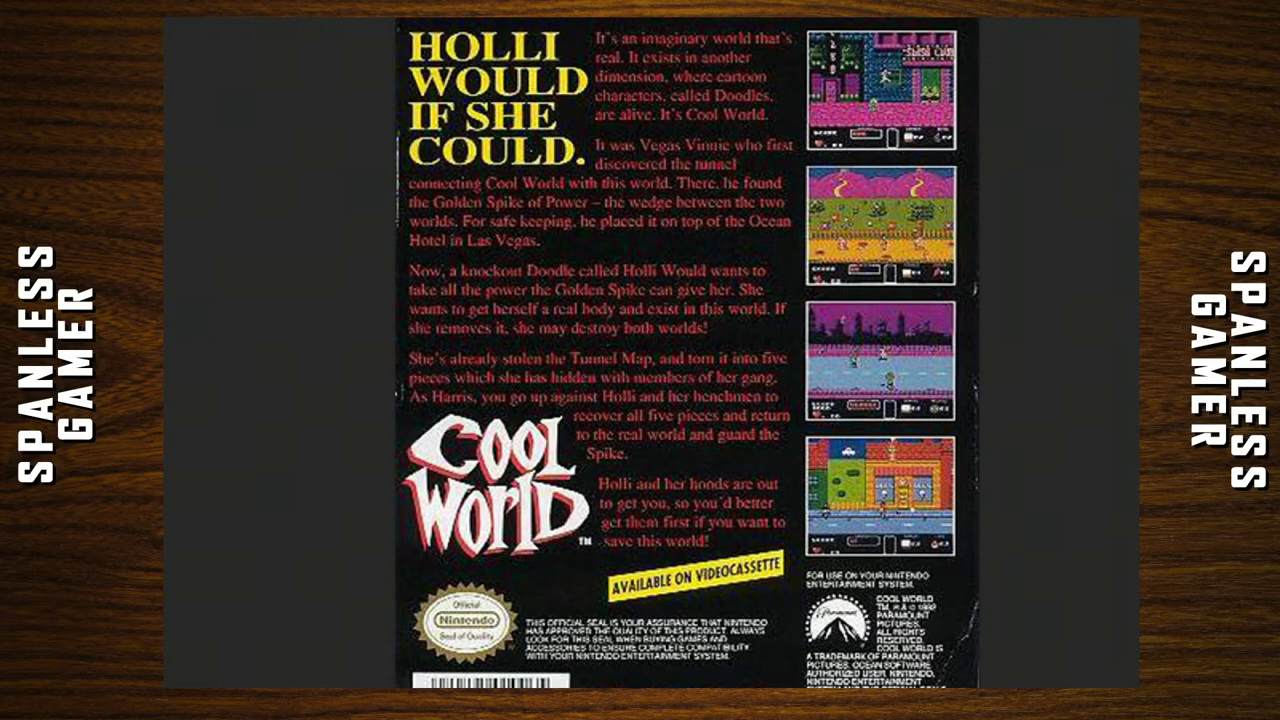 SPANLESS
GAMER
HOLLI
WOULD
IF SHE
COULD.
It's an imaginary world that's
real. It exists in another
dimension, where cartoon
characters, called Doodles,
are alive. It's Cool World.
It was Vegas Vinnie who first
discovered the tunnel
connecting Cool World with this world. There, he found
the Golden Spike of Power – the wedge between the two
worlds. For safe keeping, he placed it on top of the Ocean
Hotel in Las Vegas.
Now, a knockout Doodle called Holli Would wants to
take all the power the Golden Spike can give her. She
wants to get herself a real body and exist in this world. If
she removes it, she may destroy both worlds!
She's already stolen the Tunnel Map, and torn it into five
pieces which she has hidden with members of her gang.
As Harris, you go up against Holli and her henchmen to
recover all five pieces and return
to the real world and guard the
Spike.
Holli and her hoods are out
to get you, so you'd better
get them first if you want to
save this world!
COOL
WORLD
TM
AVAILABLE ON VIDEOCASSETTE
Official
Nintendo
Seal of Quality
THIS OFFICIAL SEAL IS YOUR ASSURANCE THAT NINTENDO
HAS APPROVED THE QUALITY OF THIS PRODUCT. ALWAYS
LOOK FOR THIS SEAL WHEN BUYING GAMES AND
ACCESSORIES TO ENSURE COMPLETE COMPATIBILITY
WITH YOUR NINTENDO ENTERTAINMENT SYSTEM.
FOR USE ON YOUR NINTENDO
ENTERTAINMENT SYSTEM.
Paramount
COOL WORLD
TM, ® & © 1992
PARAMOUNT
PICTURES.
ALL RIGHTS
RESERVED.
COOL WORLD IS
A TRADEMARK OF PARAMOUNT
PICTURES. OCEAN SOFTWARE
AUTHORIZED USER. NINTENDO,
NINTENDO ENTERTAINMENT
SPANLESS
GAMER